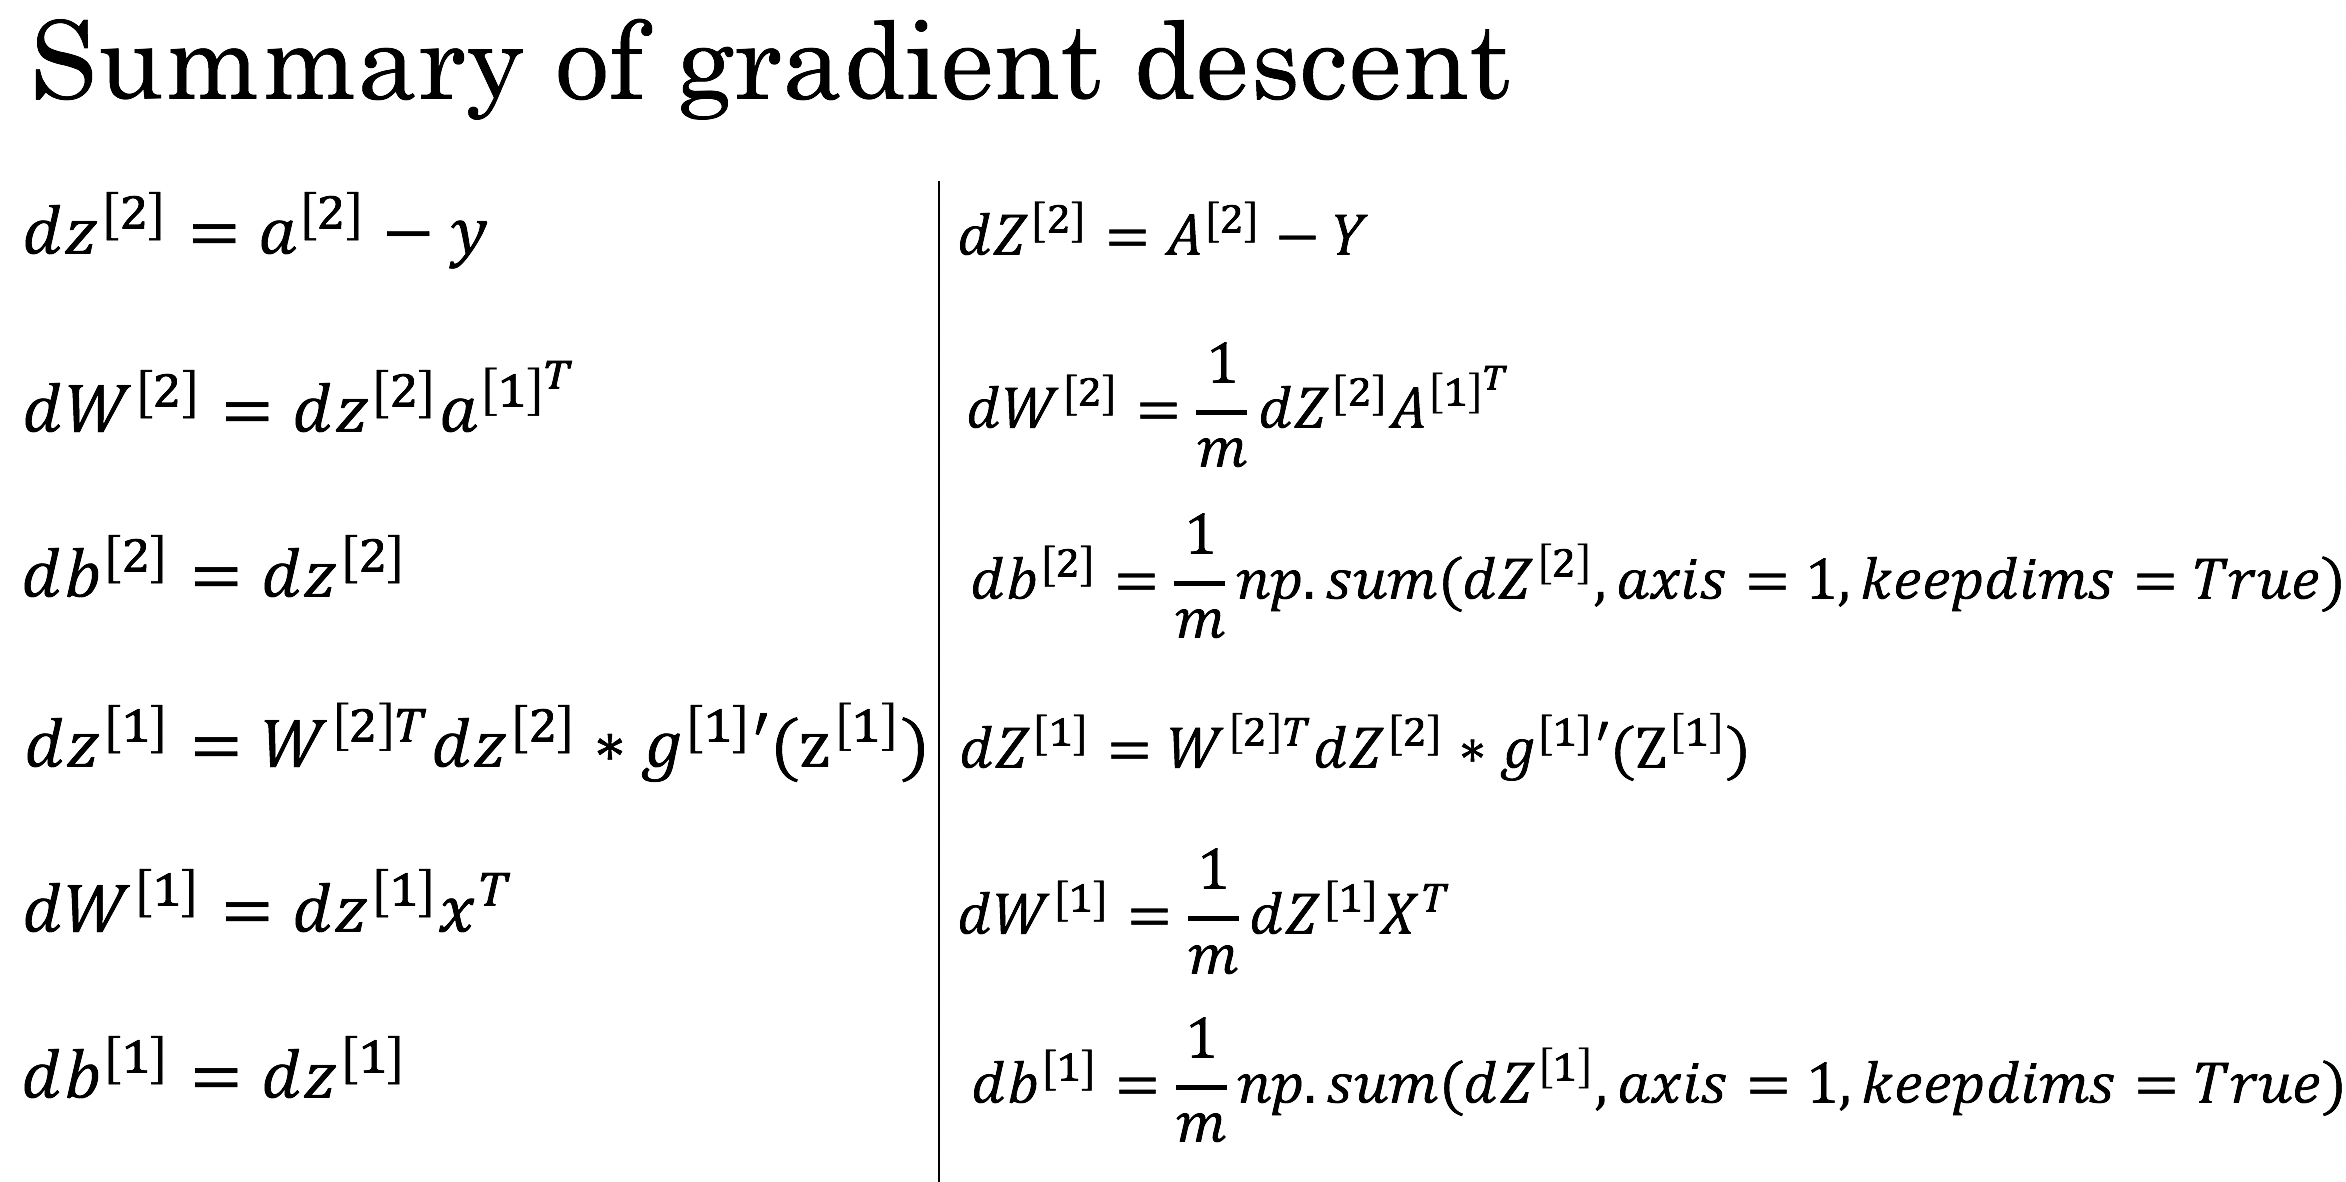 Summary of gradient descent
$dz^{[2]} = a^{[2]} - y$
$dW^{[2]} = dz^{[2]} a^{[1]^T}$
$db^{[2]} = dz^{[2]}$
$dz^{[1]} = W^{[2]T} dz^{[2]} * g^{[1]\prime}(\mathrm{z}^{[1]})$
$dW^{[1]} = dz^{[1]} x^T$
$db^{[1]} = dz^{[1]}$
$dZ^{[2]} = A^{[2]} - Y$
$dW^{[2]} = \frac{1}{m} dZ^{[2]} A^{[1]^T}$
$db^{[2]} = \frac{1}{m} np.sum(dZ^{[2]}, axis = 1, keepdims = True)$
$dZ^{[1]} = W^{[2]T} dZ^{[2]} * g^{[1]\prime}(\mathrm{Z}^{[1]})$
$dW^{[1]} = \frac{1}{m} dZ^{[1]} X^T$
$db^{[1]} = \frac{1}{m} np.sum(dZ^{[1]}, axis = 1, keepdims = True)$